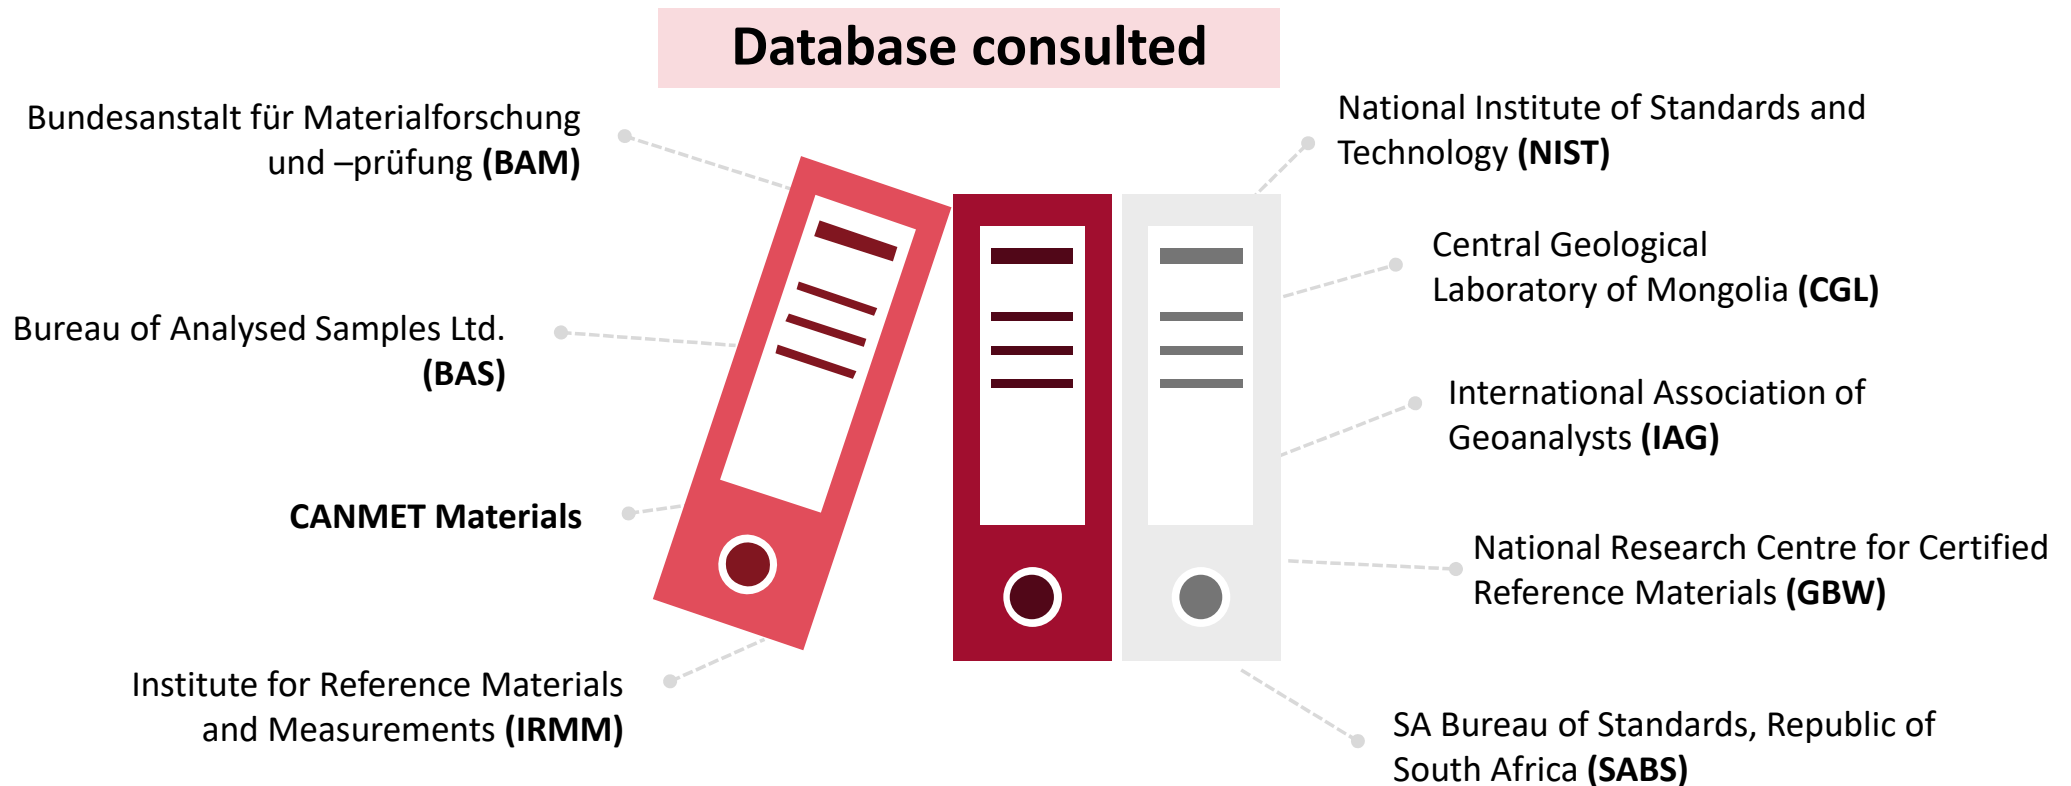 Database consulted
Bundesanstalt für Materialforschung
und –prüfung (BAM)
Bureau of Analysed Samples Ltd.
(BAS)
CANMET Materials
Institute for Reference Materials
and Measurements (IRMM)
National Institute of Standards and
Technology (NIST)
Central Geological
Laboratory of Mongolia (CGL)
International Association of
Geoanalysts (IAG)
National Research Centre for Certified
Reference Materials (GBW)
SA Bureau of Standards, Republic of
South Africa (SABS)